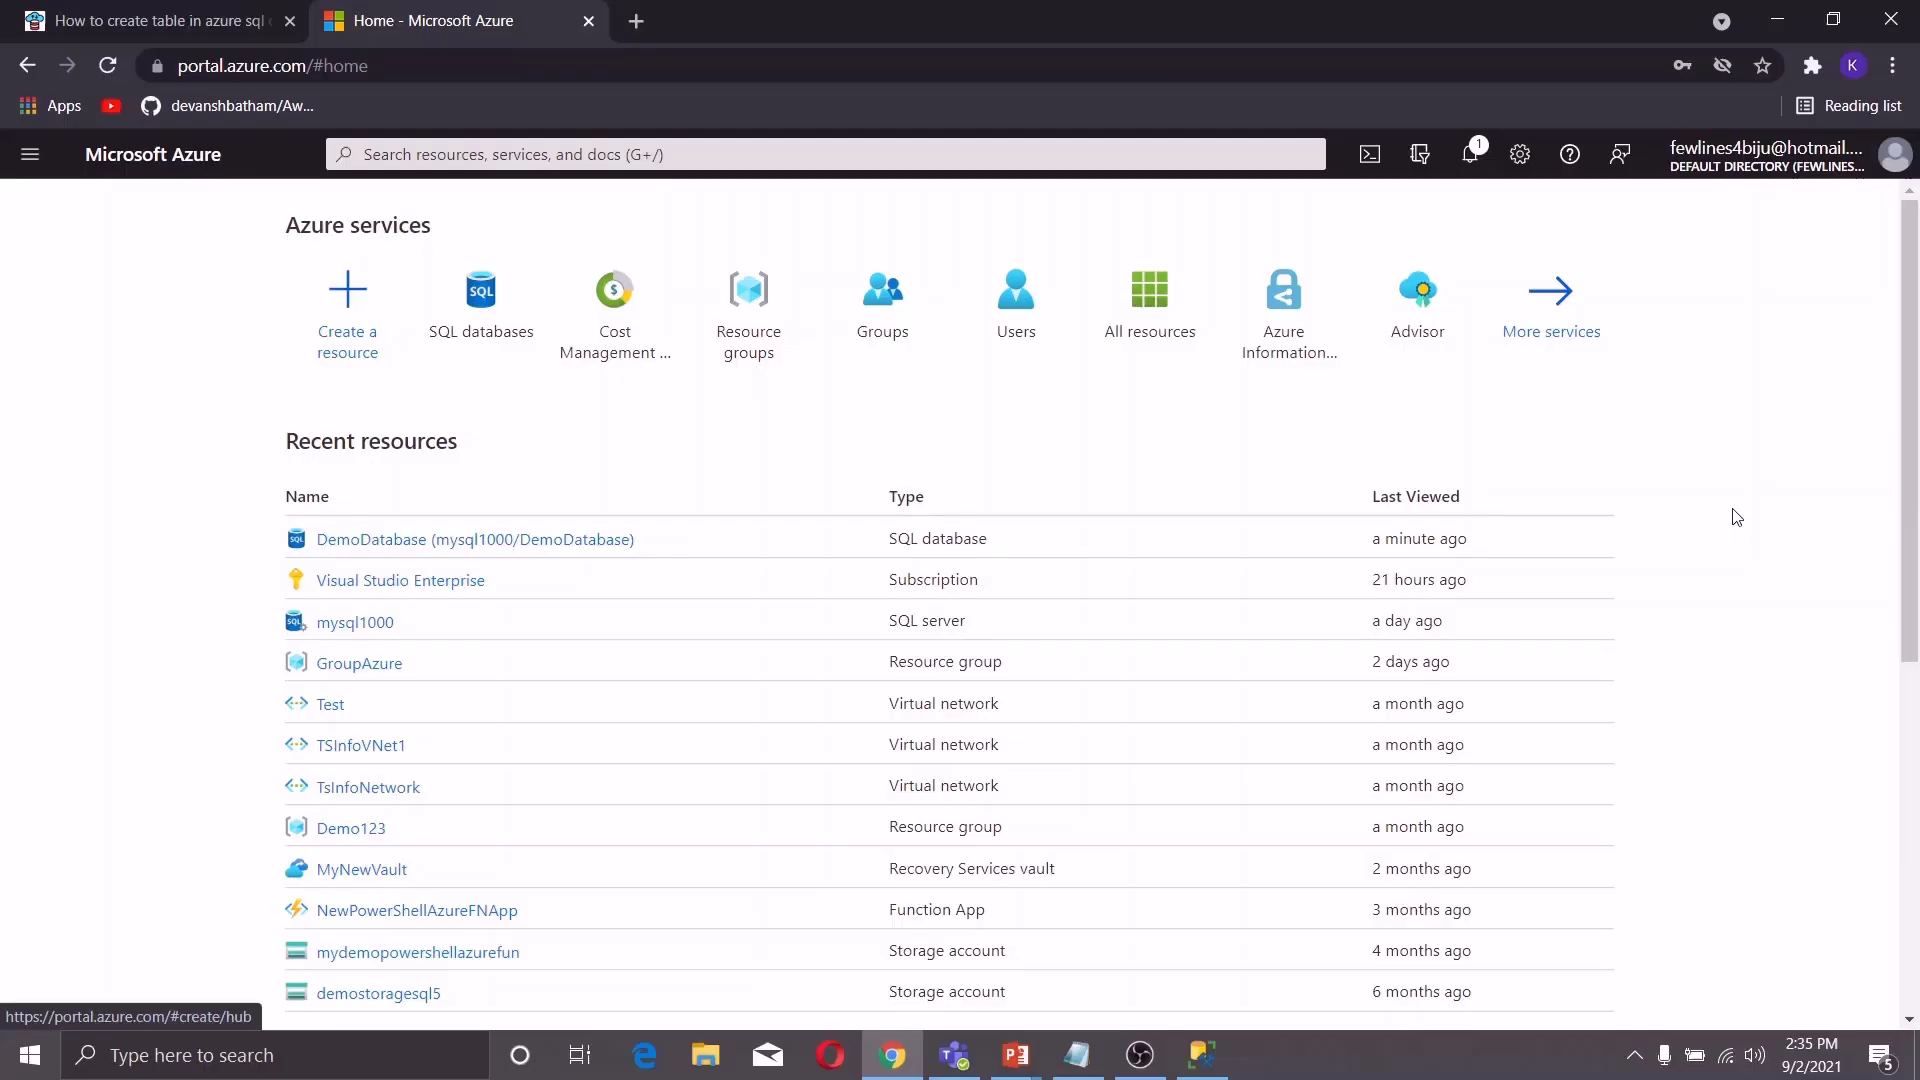 How to create table in azure sql
Home - Microsoft Azure
portal.azure.com/#home
K
Apps
devanshbatham/Aw...
Reading list
Microsoft Azure
Search resources, services, and docs (G+/)
1
fewlines4biju@hotmail....
DEFAULT DIRECTORY (FEWLINES...
Azure services
Create a
resource
SQL
SQL databases
Cost
Management ...
Resource
groups
Groups
Users
All resources
Azure
Information...
Advisor
More services
Recent resources
Name Type Last Viewed
DemoDatabase (mysql1000/DemoDatabase) SQL database a minute ago
Visual Studio Enterprise Subscription 21 hours ago
mysql1000 SQL server a day ago
GroupAzure Resource group 2 days ago
Test Virtual network a month ago
TSInfoVNet1 Virtual network a month ago
TsInfoNetwork Virtual network a month ago
Demo123 Resource group a month ago
MyNewVault Recovery Services vault 2 months ago
NewPowerShellAzureFNApp Function App 3 months ago
mydemopowershellazurefun Storage account 4 months ago
demostoragesql5 Storage account 6 months ago
https://portal.azure.com/#create/hub
Type here to search
2:35 PM
9/2/2021
5